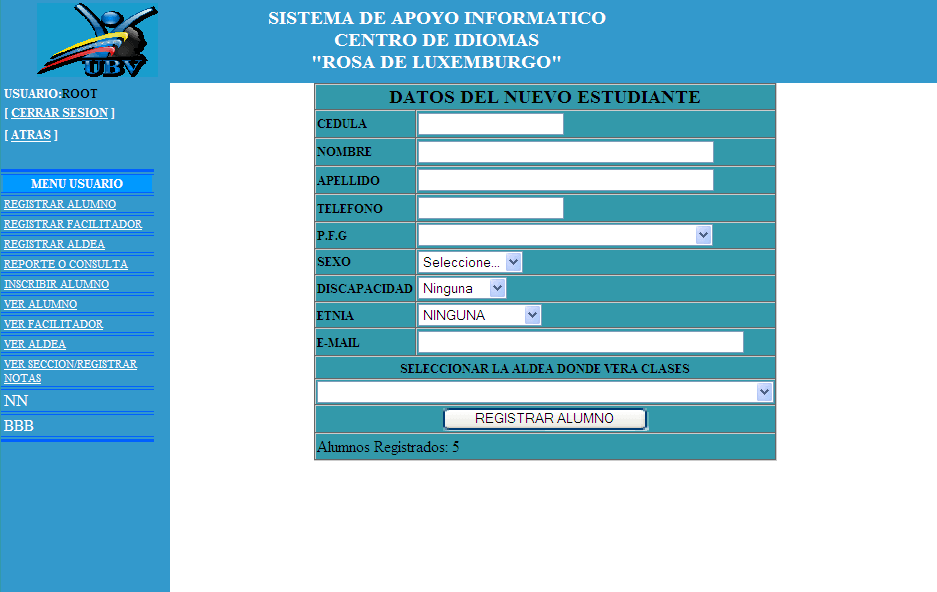 UBV
SISTEMA DE APOYO INFORMATICO
CENTRO DE IDIOMAS
"ROSA DE LUXEMBURGO"
USUARIO:ROOT
[ CERRAR SESION ]
[ ATRAS ]
MENU USUARIO
REGISTRAR ALUMNO
REGISTRAR FACILITADOR
REGISTRAR ALDEA
REPORTE O CONSULTA
INSCRIBIR ALUMNO
VER ALUMNO
VER FACILITADOR
VER ALDEA
VER SECCION/REGISTRAR
NOTAS
NN
BBB
DATOS DEL NUEVO ESTUDIANTE
CEDULA
NOMBRE
APELLIDO
TELEFONO
P.F.G
SEXO Seleccione...
DISCAPACIDAD Ninguna
ETNIA NINGUNA
E-MAIL
SELECCIONAR LA ALDEA DONDE VERA CLASES
REGISTRAR ALUMNO
Alumnos Registrados: 5